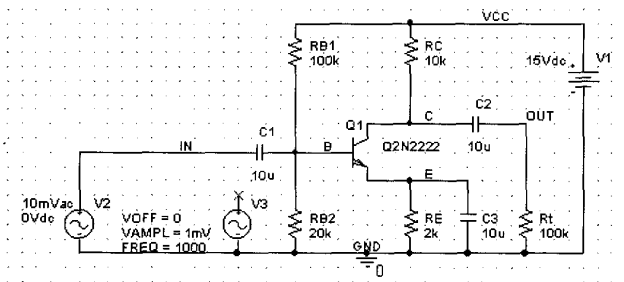 VCC
RB1
100k
RC
10k
15Vdc
V1
C1
10u
IN
B
Q1
Q2N2222
C
C2
10u
OUT
E
10mVac
0Vdc
V2
VOFF = 0
VAMPL = 1mV
FREQ = 1000
V3
RB2
20k
GND
0
RE
2k
C3
10u
Rt
100k